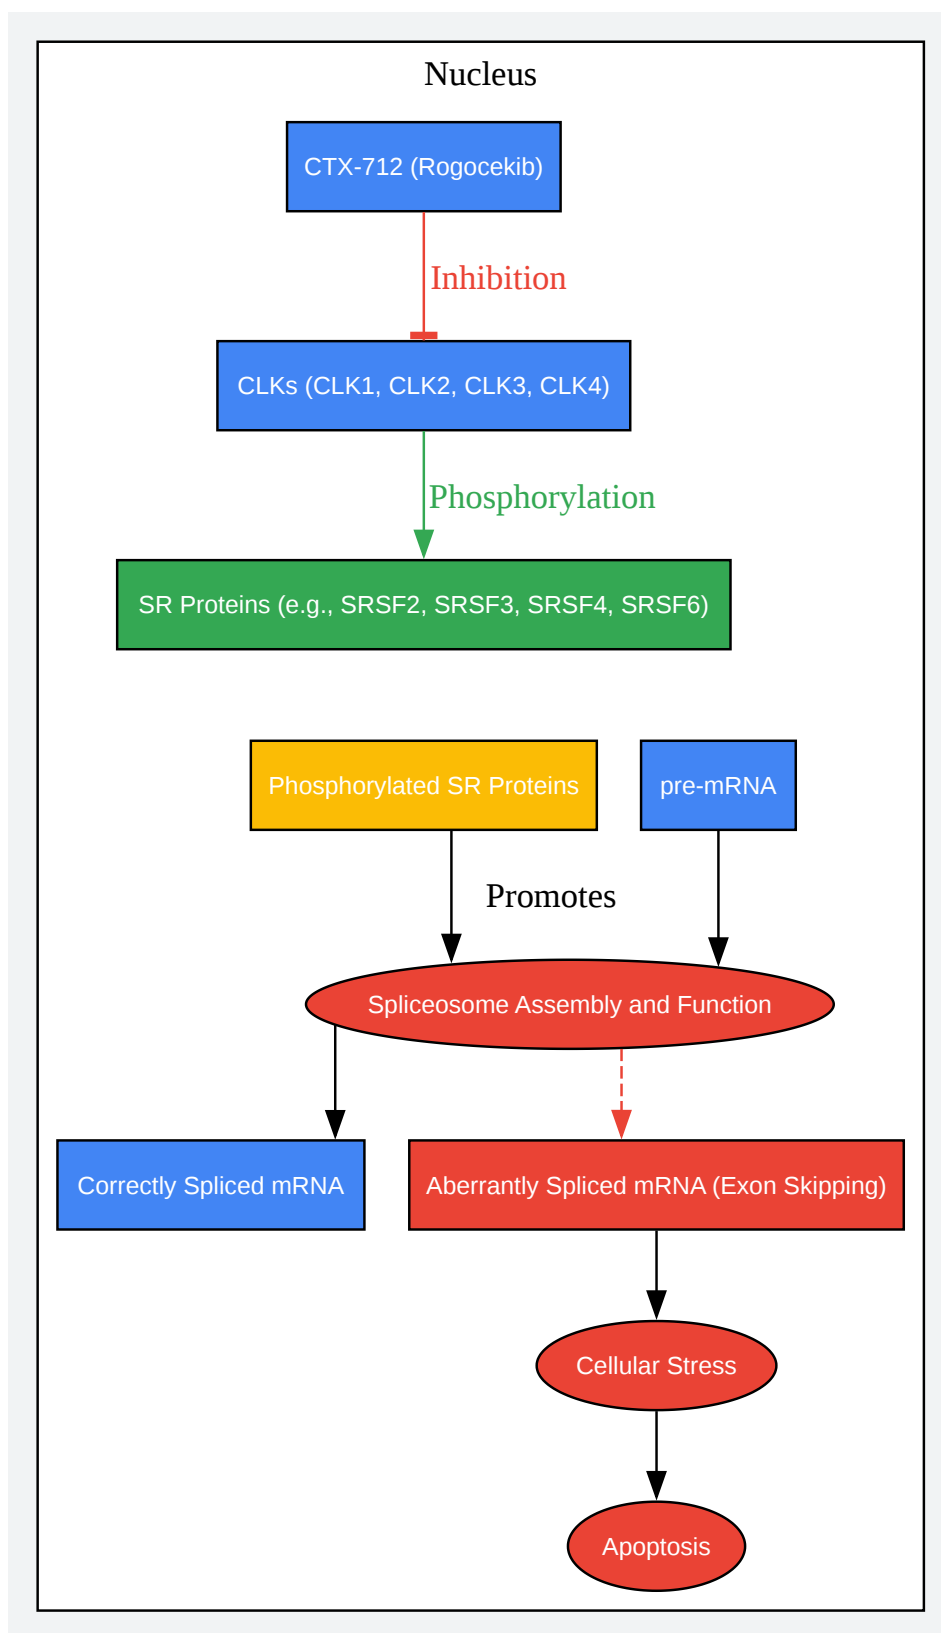 Nucleus
CTX-712 (Rogocekib)
Inhibition
CLKs (CLK1, CLK2, CLK3, CLK4)
Phosphorylation
SR Proteins (e.g., SRSF2, SRSF3, SRSF4, SRSF6)
Phosphorylated SR Proteins
pre-mRNA
Promotes
Spliceosome Assembly and Function
Correctly Spliced mRNA
Aberrantly Spliced mRNA (Exon Skipping)
Cellular Stress
Apoptosis